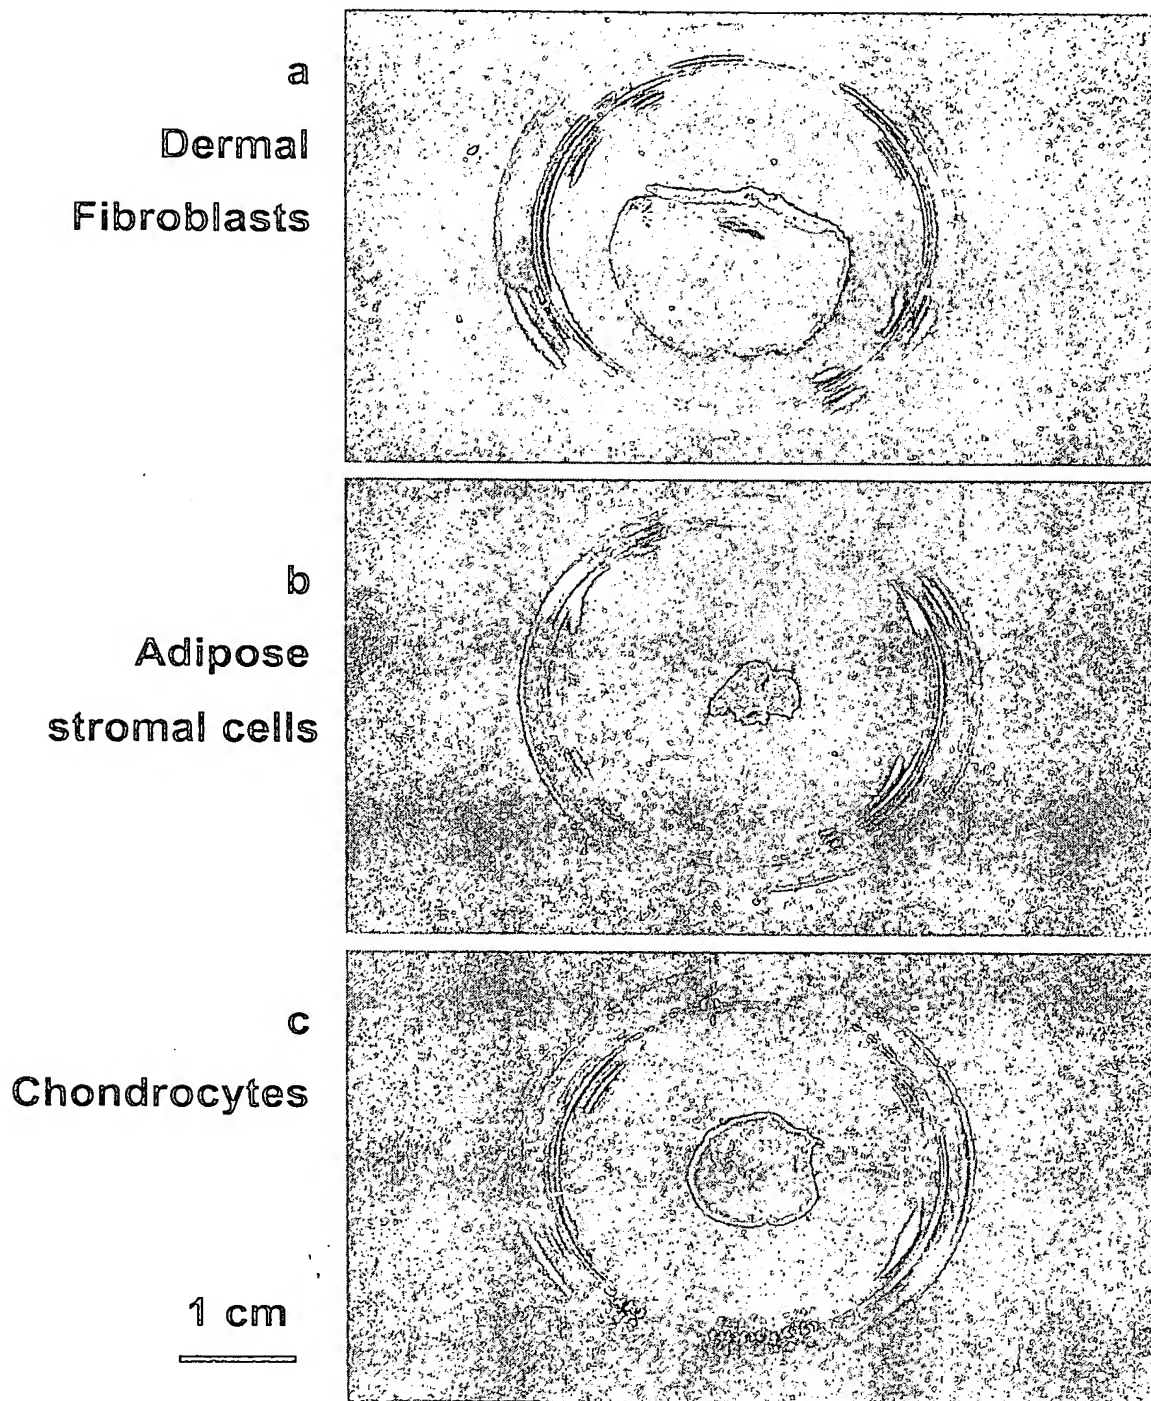 a
Dermal
Fibroblasts
b
Adipose
stromal cells
c
Chondrocytes
1 cm